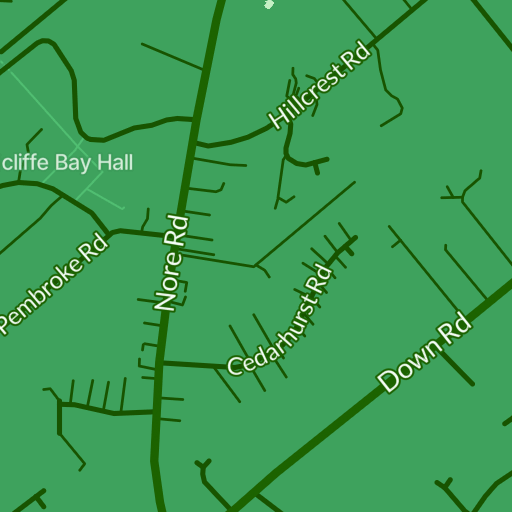 Hillcrest Rd
cliffe Bay Hall
Nore Rd
Pembroke Rd
Cedarhurst Rd
Down Rd